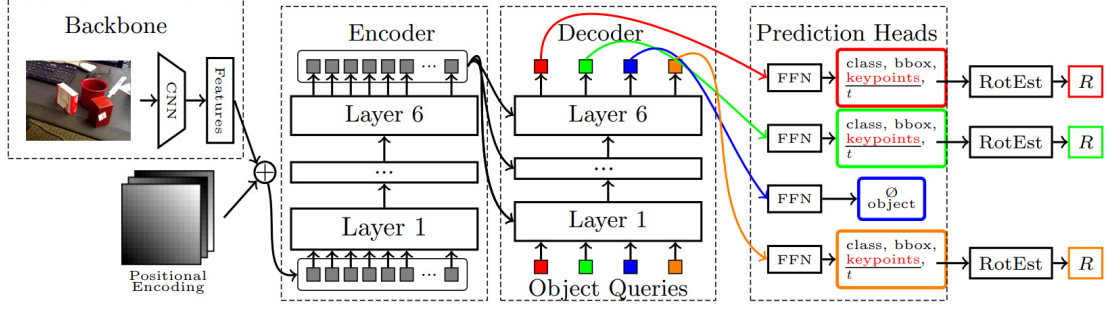 Backbone
CNN
Features
Positional
Encoding
Encoder
...
Layer 6
...
Layer 1
...
Decoder
Layer 6
...
Layer 1
Object Queries
Prediction Heads
FFN
class, bbox,
keypoints,
t
RotEst
R
FFN
class, bbox,
keypoints,
t
RotEst
R
FFN
Ø
object
FFN
class, bbox,
keypoints,
t
RotEst
R